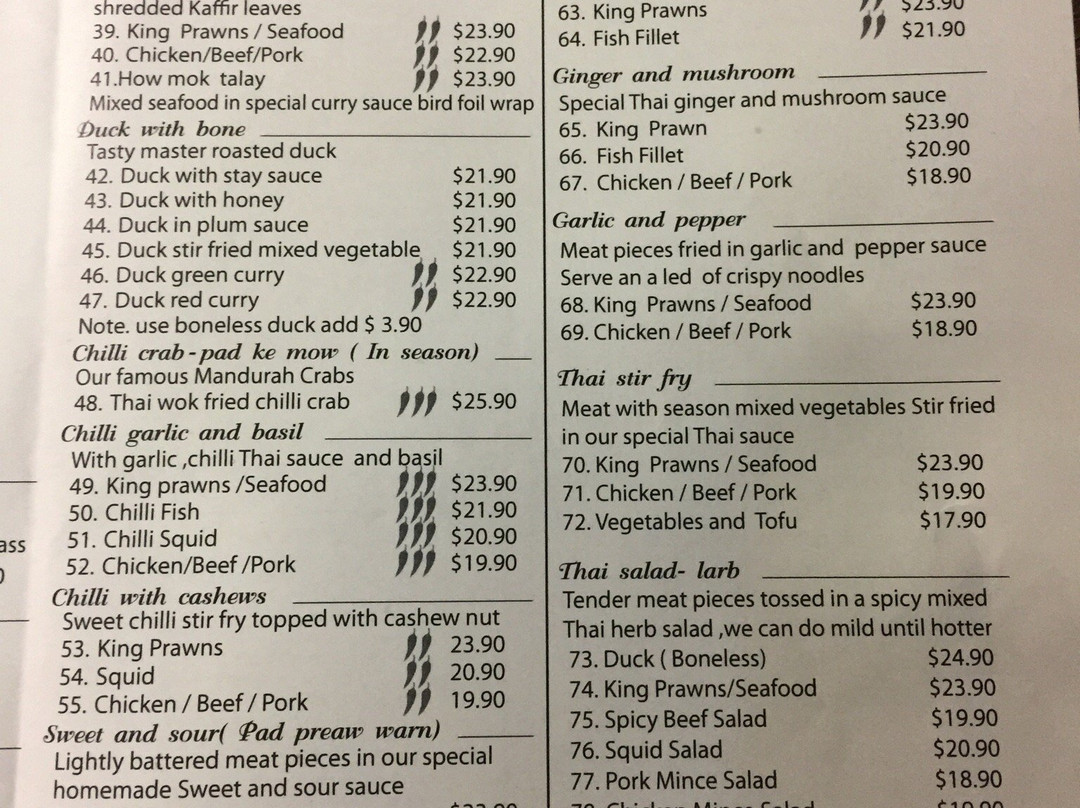 shredded Kaffir leaves
39. King Prawns / Seafood $23.90
40. Chicken/Beef/Pork $22.90
41.How mok talay $23.90
Mixed seafood in special curry sauce bird foil wrap
Duck with bone
Tasty master roasted duck
42. Duck with stay sauce $21.90
43. Duck with honey $21.90
44. Duck in plum sauce $21.90
45. Duck stir fried mixed vegetable $21.90
46. Duck green curry $22.90
47. Duck red curry $22.90
Note. use boneless duck add $ 3.90
Chilli crab-pad ke mow ( In season)
Our famous Mandurah Crabs
48. Thai wok fried chilli crab $25.90
Chilli garlic and basil
With garlic ,chilli Thai sauce and basil
49. King prawns /Seafood $23.90
50. Chilli Fish $21.90
51. Chilli Squid $20.90
52. Chicken/Beef /Pork $19.90
Chilli with cashews
Sweet chilli stir fry topped with cashew nut
53. King Prawns 23.90
54. Squid 20.90
55. Chicken / Beef / Pork 19.90
Sweet and sour( Pad preaw warn)
Lightly battered meat pieces in our special
homemade Sweet and sour sauce
63. King Prawns $23.90
64. Fish Fillet $21.90
Ginger and mushroom
Special Thai ginger and mushroom sauce
65. King Prawn $23.90
66. Fish Fillet $20.90
67. Chicken / Beef / Pork $18.90
Garlic and pepper
Meat pieces fried in garlic and pepper sauce
Serve an a led of crispy noodles
68. King Prawns / Seafood $23.90
69. Chicken / Beef / Pork $18.90
Thai stir fry
Meat with season mixed vegetables Stir fried
in our special Thai sauce
70. King Prawns / Seafood $23.90
71. Chicken / Beef / Pork $19.90
72. Vegetables and Tofu $17.90
Thai salad- larb
Tender meat pieces tossed in a spicy mixed
Thai herb salad ,we can do mild until hotter
73. Duck ( Boneless) $24.90
74. King Prawns/Seafood $23.90
75. Spicy Beef Salad $19.90
76. Squid Salad $20.90
77. Pork Mince Salad $18.90